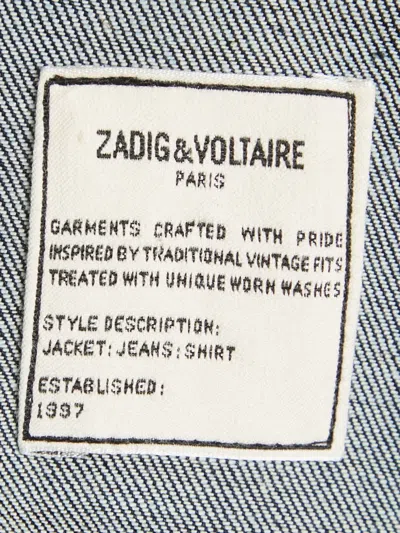 ZADIG&VOLTAIRE
PARIS
GARMENTS CRAFTED WITH PRIDE
INSPIRED BY TRADITIONAL VINTAGE FITS
TREATED WITH UNIQUE WORN WASHES
STYLE DESCRIPTION:
JACKET:JEANS:SHIRT
ESTABLISHED:
1997